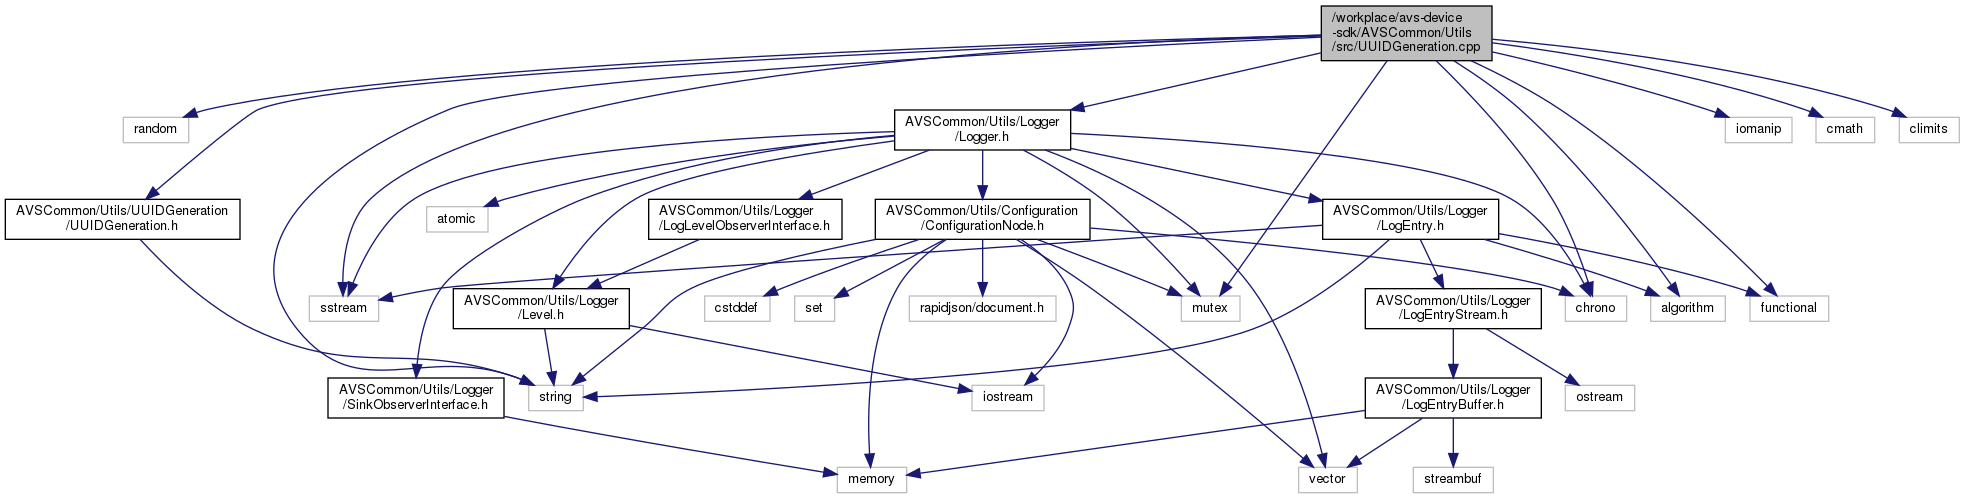 /workplace/avs-device
-sdk/AVSCommon/Utils
/src/UUIDGeneration.cpp
random
AVSCommon/Utils/Logger
/Logger.h
iomanip
cmath
climits
AVSCommon/Utils/UUIDGeneration
/UUIDGeneration.h
atomic
AVSCommon/Utils/Logger
/LogLevelObserverInterface.h
AVSCommon/Utils/Configuration
/ConfigurationNode.h
AVSCommon/Utils/Logger
/LogEntry.h
sstream
AVSCommon/Utils/Logger
/Level.h
cstddef
set
rapidjson/document.h
mutex
AVSCommon/Utils/Logger
/LogEntryStream.h
chrono
algorithm
functional
AVSCommon/Utils/Logger
/SinkObserverInterface.h
string
iostream
AVSCommon/Utils/Logger
/LogEntryBuffer.h
ostream
memory
vector
streambuf